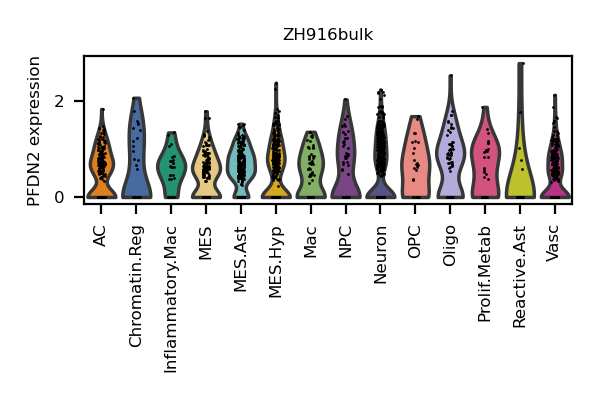 ZH916bulk
PFDN2 expression
2
0
AC
Chromatin.Reg
Inflammatory.Mac
MES
MES.Ast
MES.Hyp
Mac
NPC
Neuron
OPC
Oligo
Prolif.Metab
Reactive.Ast
Vasc